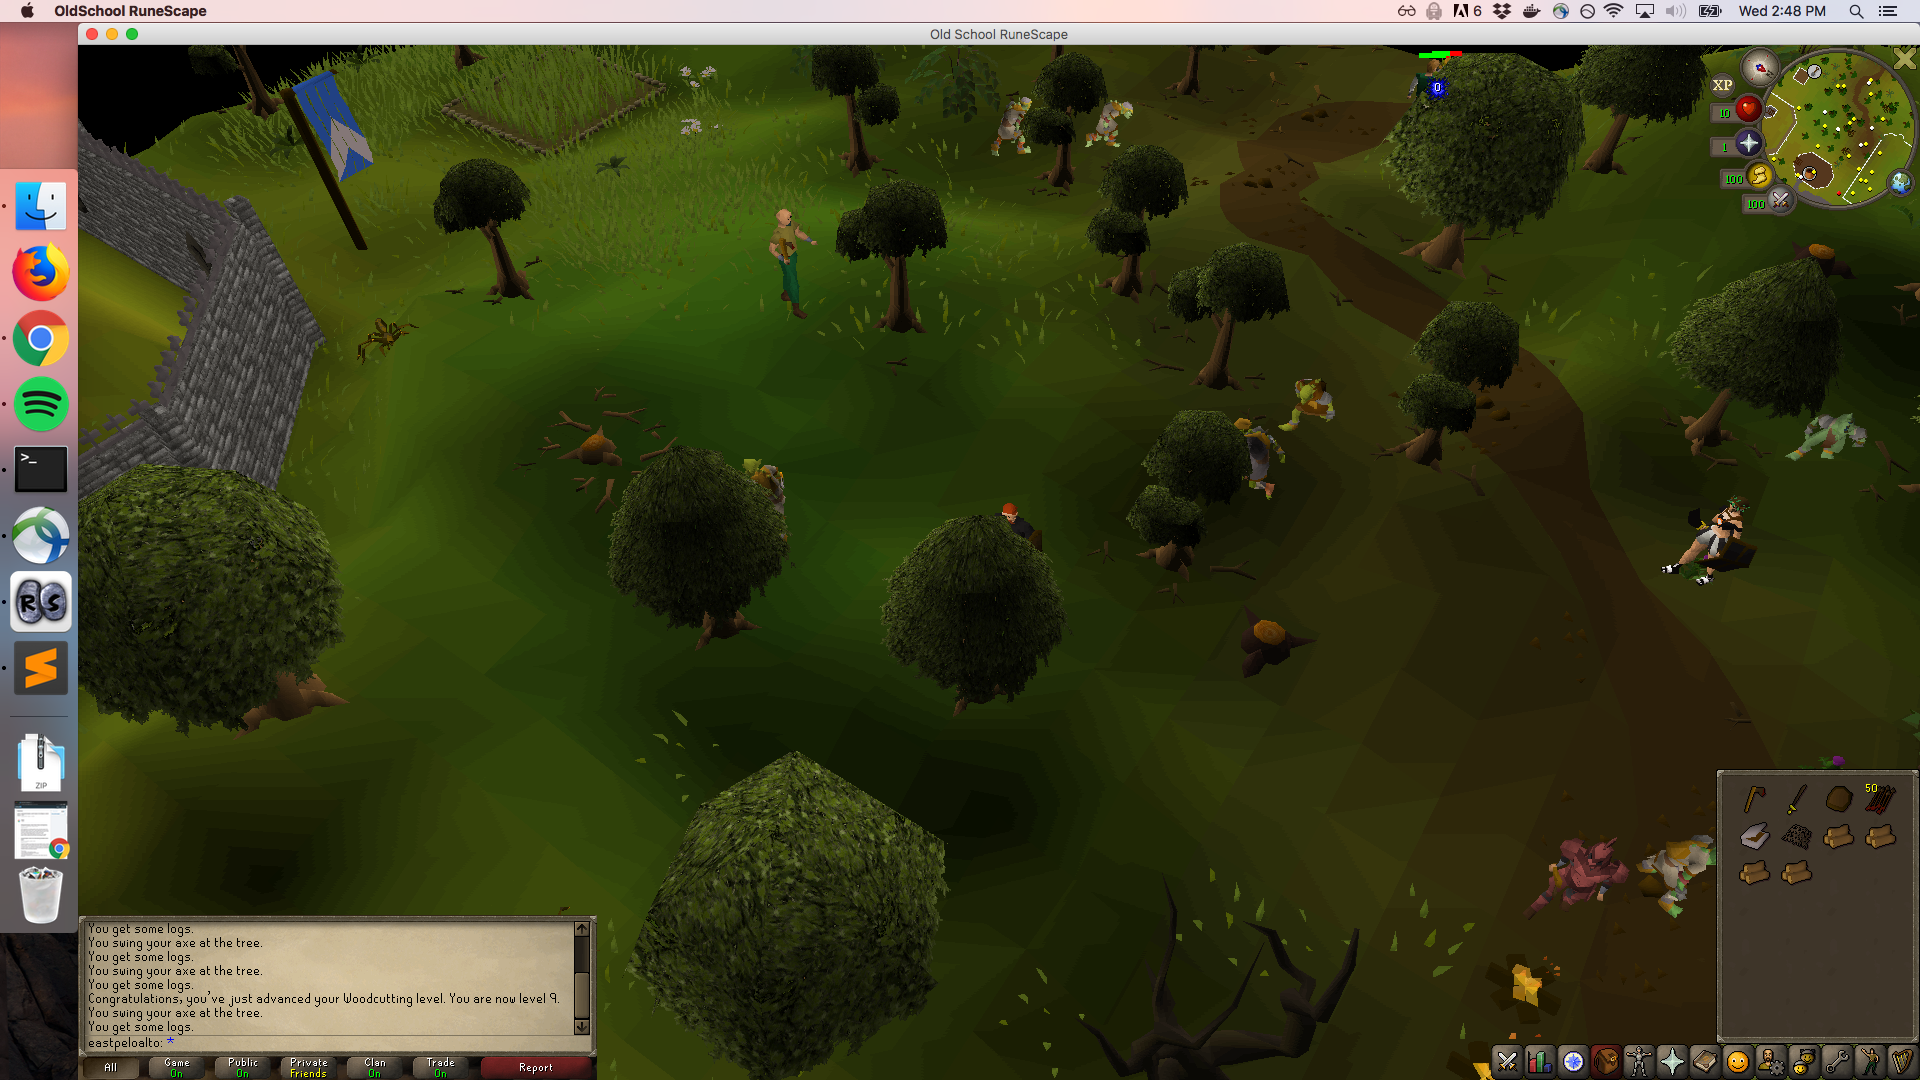 OldSchool RuneScape
6
Wed 2:48 PM
Old School RuneScape
0
XP
10
1
100
100
>_
RS
ZIP
50
You get some logs.
You swing your axe at the tree.
You get some logs.
You swing your axe at the tree.
You get some logs.
Congratulations, you've just advanced your Woodcutting level. You are now level 9.
You swing your axe at the tree.
You get some logs.
eastpeloalto: *
All
Game
On
Public
On
Private
Friends
Clan
On
Trade
On
Report